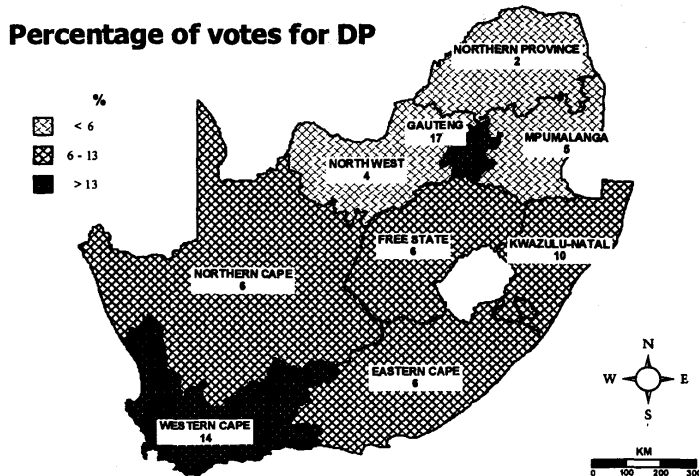 Percentage of votes for DP
%
< 6
6 - 13
> 13
NORTHERN PROVINCE
2
GAUTENG
17
MPUMALANGA
5
NORTH WEST
4
FREE STATE
6
KWAZULU-NATAL
10
NORTHERN CAPE
6
EASTERN CAPE
6
WESTERN CAPE
14
N
W E
S
KM
0 100 200 300